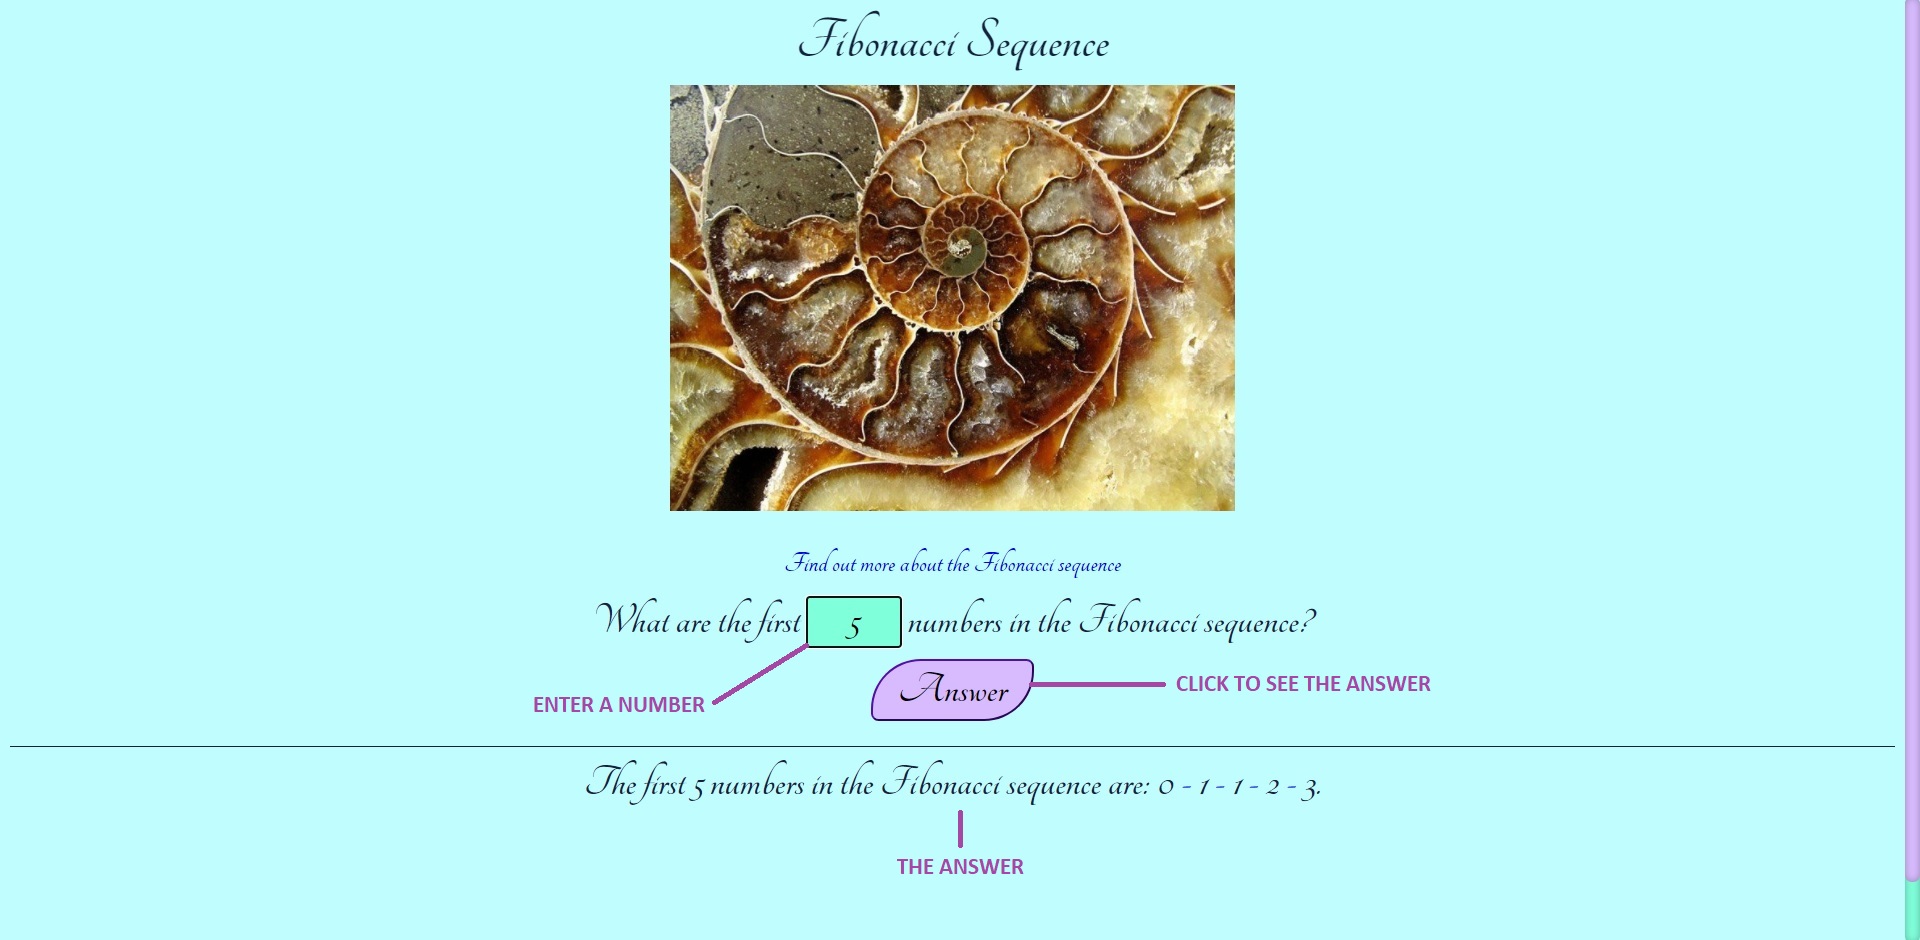 Fibonacci Sequence
Find out more about the Fibonacci sequence
What are the first 5 numbers in the Fibonacci sequence?
Answer
CLICK TO SEE THE ANSWER
ENTER A NUMBER
The first 5 numbers in the Fibonacci sequence are: 0 - 1 - 1 - 2 - 3.
THE ANSWER